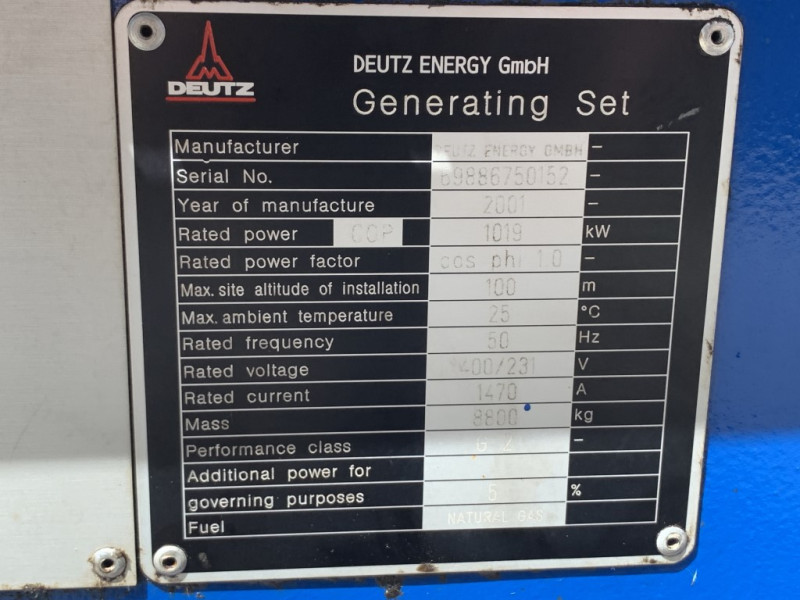 DEUTZ
DEUTZ ENERGY GmbH
Generating Set
Manufacturer DEUTZ ENERGY GMBH –
Serial No. 69886750152 –
Year of manufacture 2001 –
Rated power COP 1019 kW
Rated power factor cos phi 1.0 –
Max. site altitude of installation 100 m
Max. ambient temperature 25 °C
Rated frequency 50 Hz
Rated voltage 400/231 V
Rated current 1470 A
Mass 8800 kg
Performance class G 2 –
Additional power for
governing purposes 5 %
Fuel NATURAL GAS